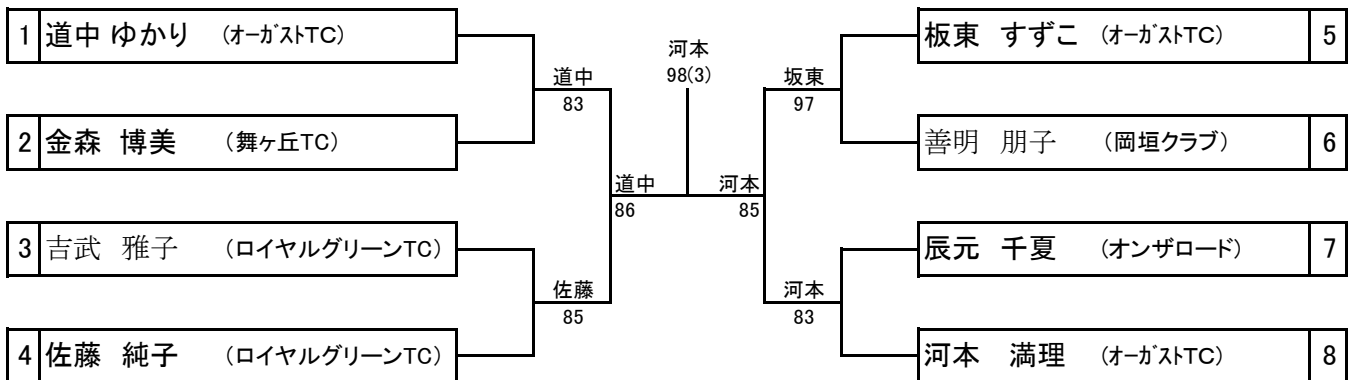 1 道中 ゆかり (オーガストTC)
板東 すずこ (オーガストTC) 5
河本
98(3)
道中
83
坂東
97
2 金森 博美 (舞ヶ丘TC)
善明 朋子 (岡垣クラブ) 6
道中
86
河本
85
3 吉武 雅子 (ロイヤルグリーンTC)
辰元 千夏 (オンザロード) 7
佐藤
85
河本
83
4 佐藤 純子 (ロイヤルグリーンTC)
河本 満理 (オーガストTC) 8